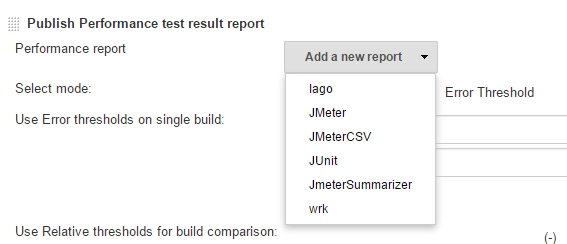 Publish Performance test result report
Performance report
Add a new report
Iago
JMeter
JMeterCSV
JUnit
JmeterSummarizer
wrk
Select mode:
Error Threshold
Use Error thresholds on single build:
Use Relative thresholds for build comparison:
(-)